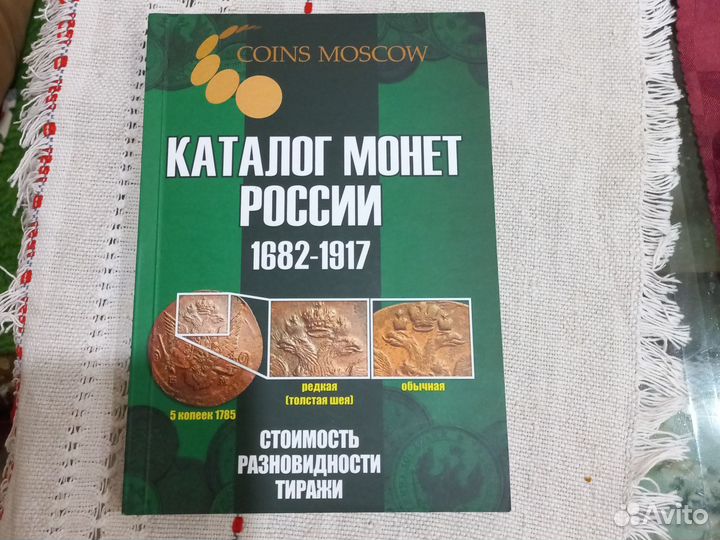 COINS MOSCOW
КАТАЛОГ МОНЕТ
РОССИИ
1682-1917
5 копеек 1785
редкая
(толстая шея)
обычная
СТОИМОСТЬ
РАЗНОВИДНОСТИ
ТИРАЖИ
Avito